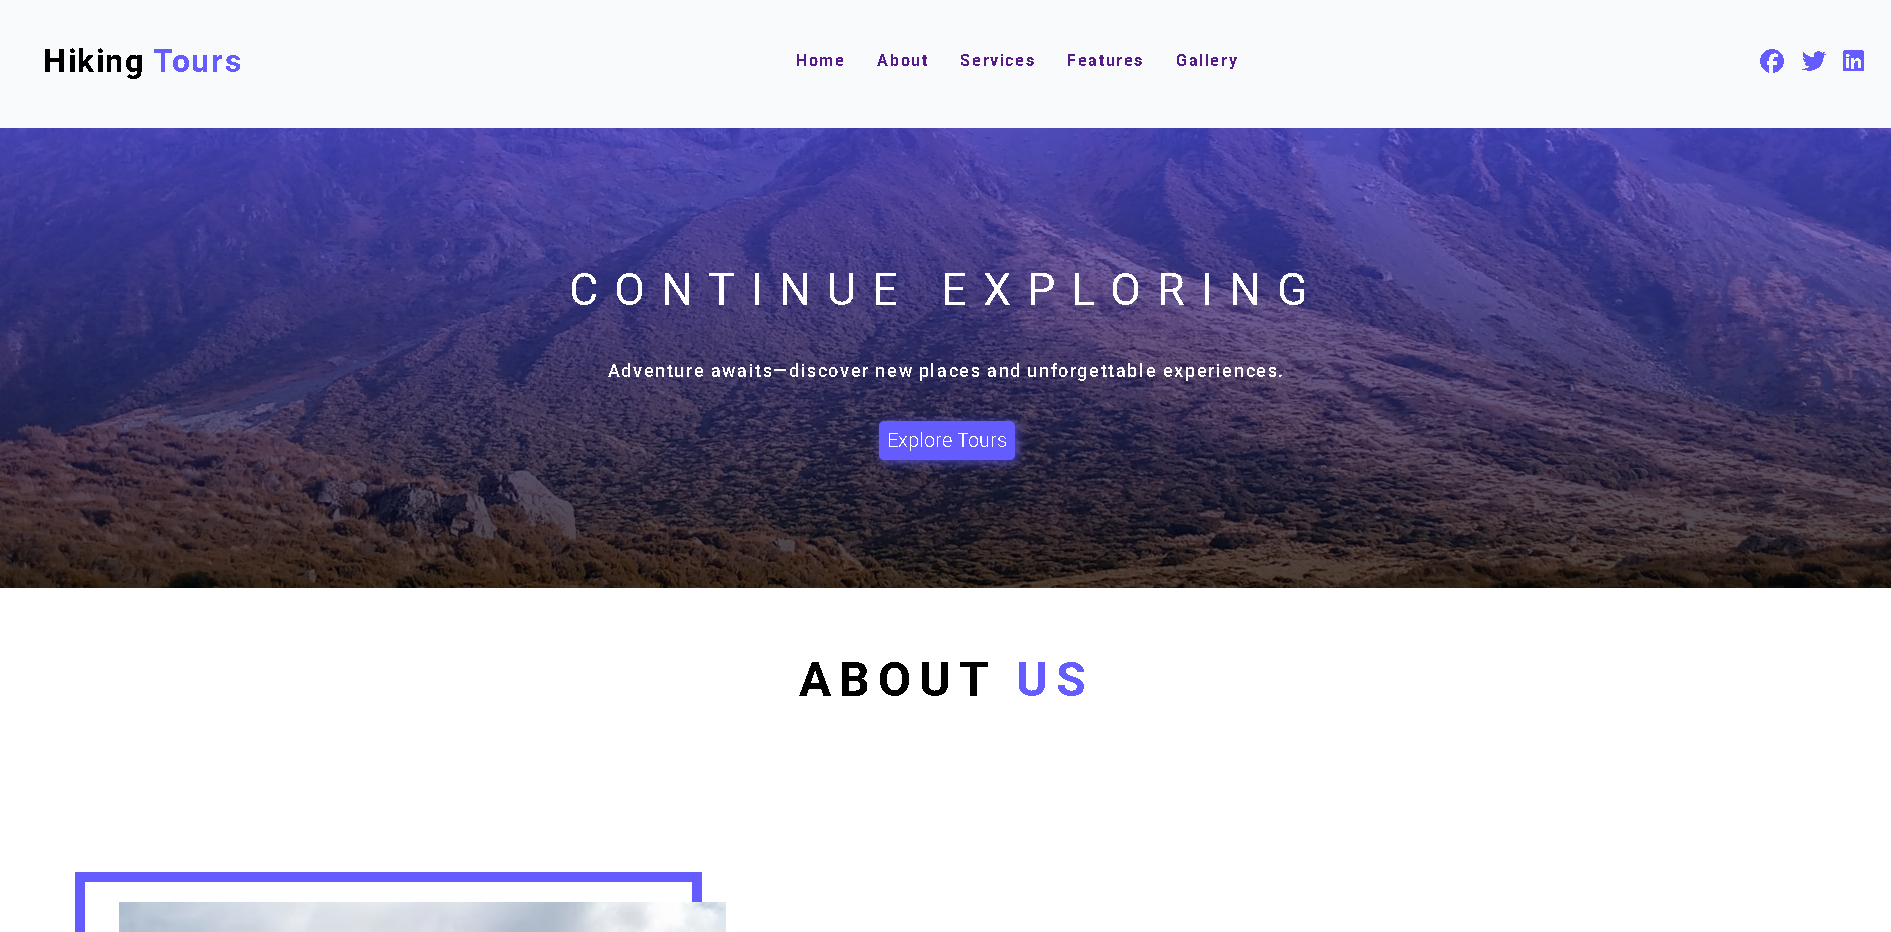 Hiking Tours
Home About Services Features Gallery
CONTINUE EXPLORING
Adventure awaits—discover new places and unforgettable experiences.
Explore Tours
ABOUT US